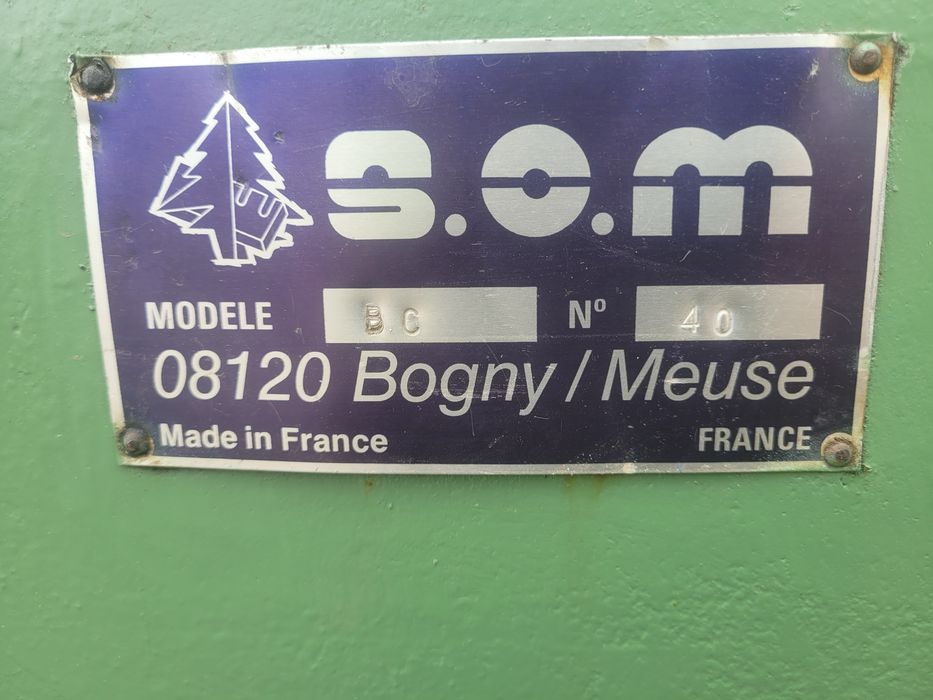 s.o.m
MODELE B.C N° 40
08120 Bogny / Meuse
Made in France FRANCE